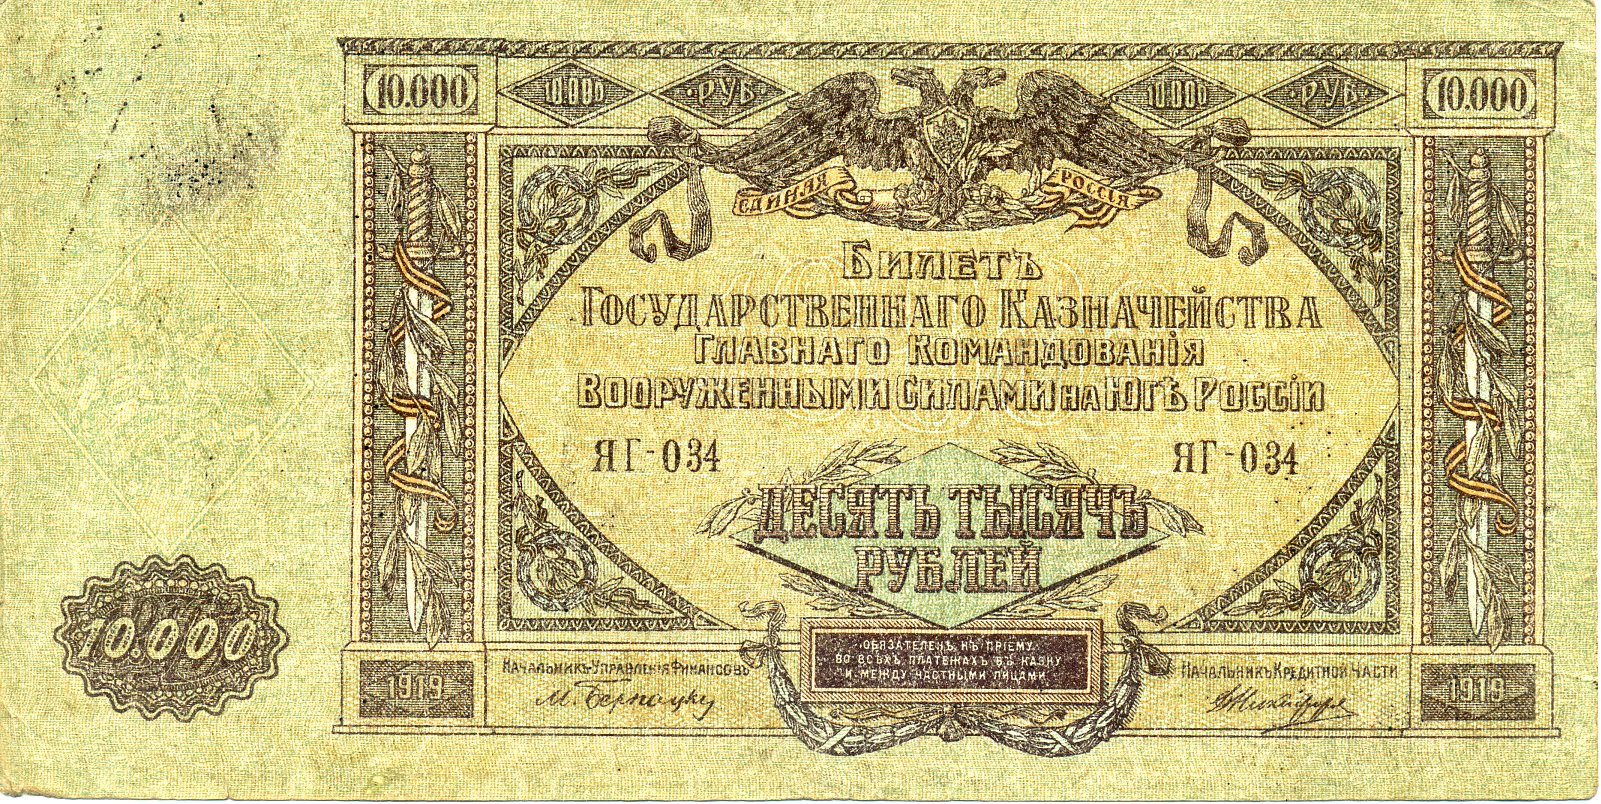 10.000
10.000
РУБ.
10.000
РУБ.
10.000
ЕДИНАЯ
РОССІЯ
БИЛЕТЪ
ГОСУДАРСТВЕННАГО КАЗНАЧЕЙСТВА
ГЛАВНАГО КОМАНДОВАНІЯ
ВООРУЖЕННЫМИ СИЛАМИ НА ЮГѢ РОССІИ
ЯГ-034
ЯГ-034
ДЕСЯТЬ ТЫСЯЧЪ
РУБЛЕЙ
10.000
ОБЯЗАТЕЛЕНЪ КЪ ПРІЕМУ
ВО ВСѢХЪ ПЛАТЕЖАХЪ ВЪ КАЗНУ
И МЕЖДУ ЧАСТНЫМИ ЛИЦАМИ
НАЧАЛЬНИКЪ УПРАВЛЕНІЯ ФИНАНСОВЪ
М. Бернацкій
НАЧАЛЬНИКЪ КРЕДИТНОЙ ЧАСТИ
1919
1919